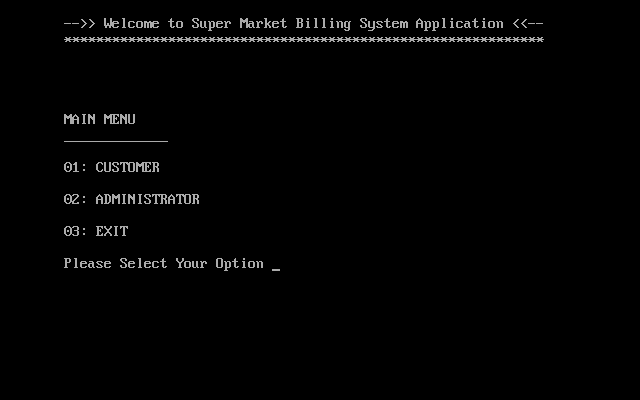 -->> Welcome to Super Market Billing System Application <<--
************************************************************
MAIN MENU
_____________
01: CUSTOMER
02: ADMINISTRATOR
03: EXIT
Please Select Your Option _